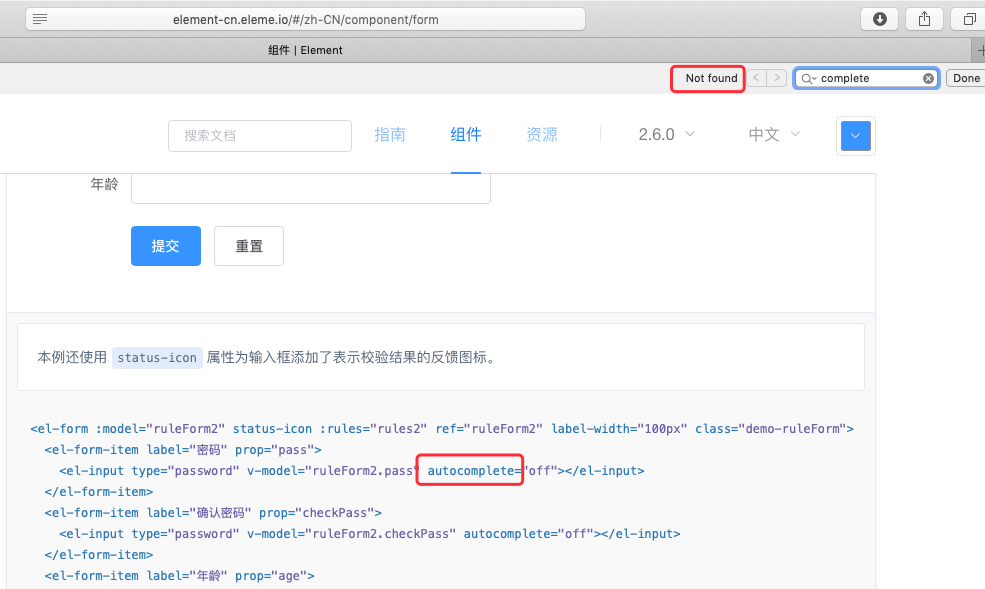 element-cn.eleme.io/#/zh-CN/component/form
组件 | Element
Not found complete Done
搜索文档 指南 组件 资源 2.6.0 中文
年龄
提交 重置
本例还使用 status-icon 属性为输入框添加了表示校验结果的反馈图标。
<el-form :model="ruleForm2" status-icon :rules="rules2" ref="ruleForm2" label-width="100px" class="demo-ruleForm">
<el-form-item label="密码" prop="pass">
<el-input type="password" v-model="ruleForm2.pass" autocomplete="off"></el-input>
</el-form-item>
<el-form-item label="确认密码" prop="checkPass">
<el-input type="password" v-model="ruleForm2.checkPass" autocomplete="off"></el-input>
</el-form-item>
<el-form-item label="年龄" prop="age">